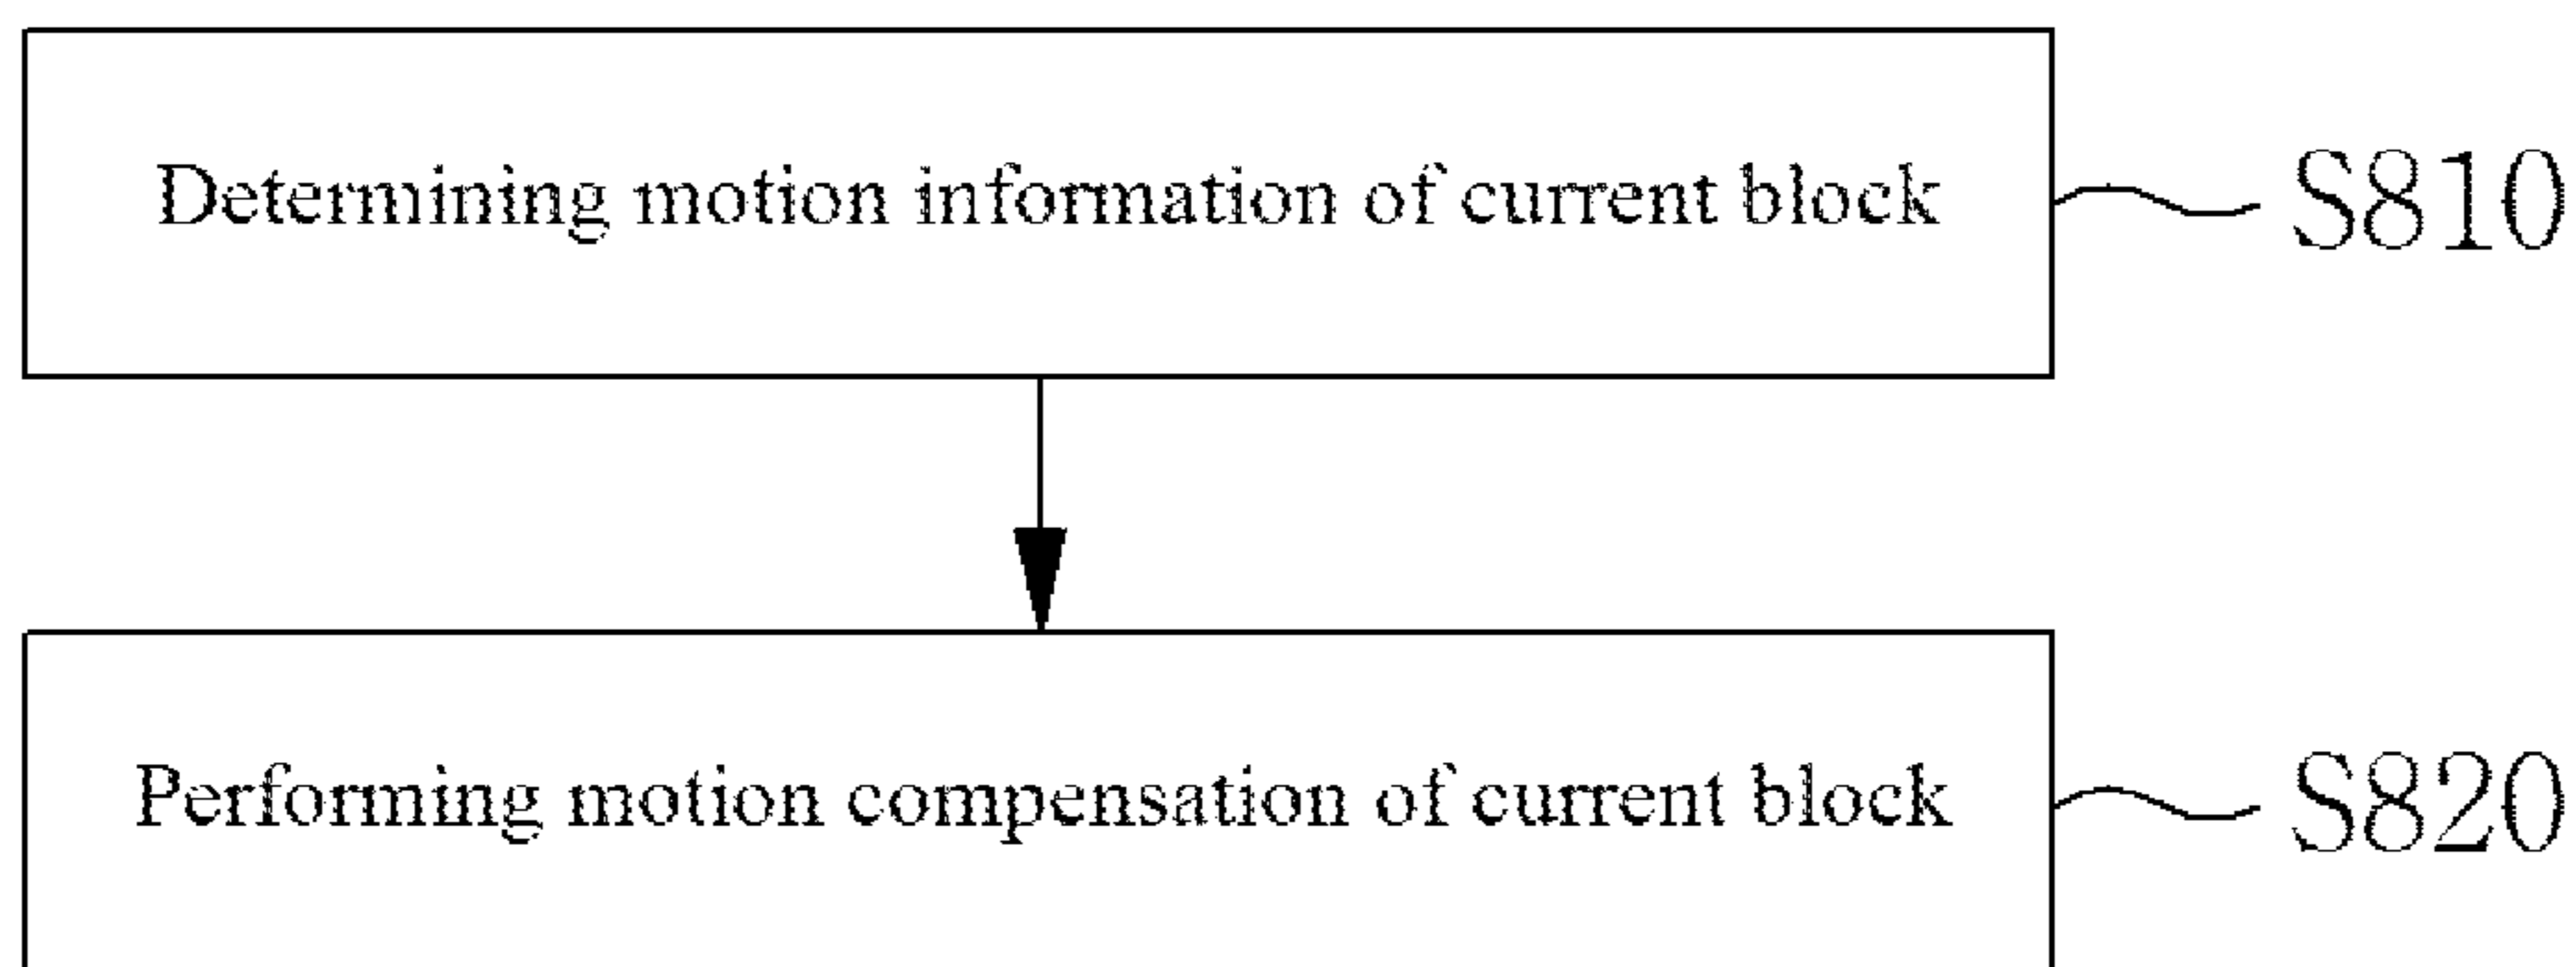 Determining motion information of current block
S810
Performing motion compensation of current block
S820